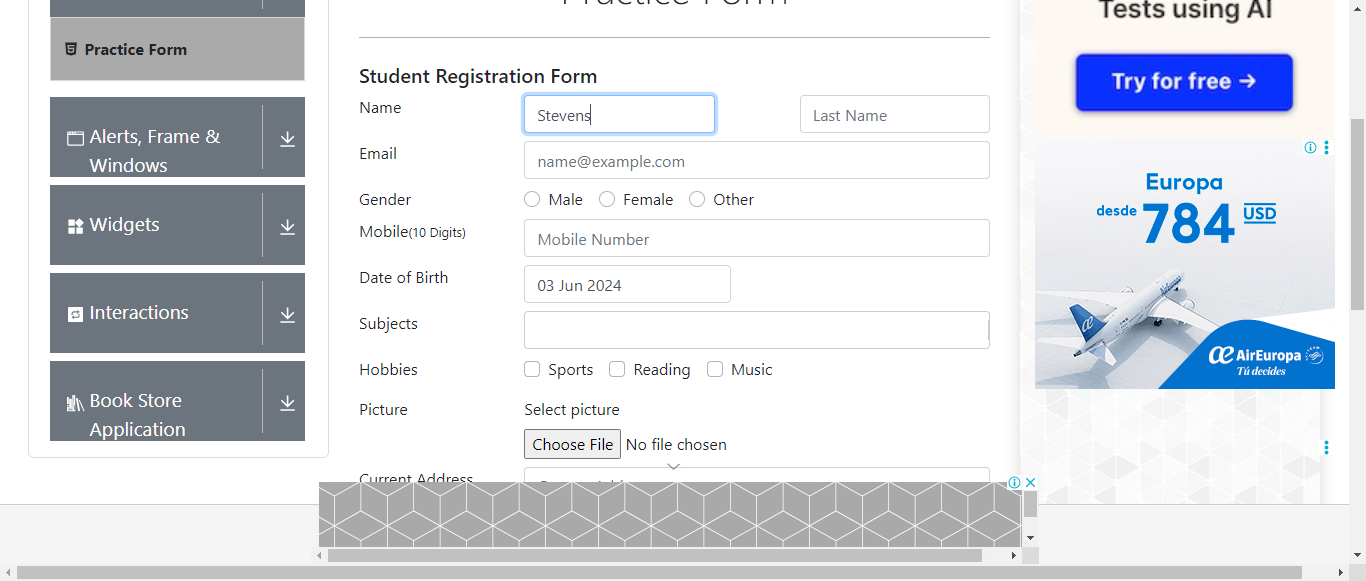 Practice Form
Practice Form
Alerts, Frame &
Windows
Widgets
Interactions
Book Store
Application
Student Registration Form
Name
Stevens
Last Name
Email
name@example.com
Gender
Male
Female
Other
Mobile(10 Digits)
Mobile Number
Date of Birth
03 Jun 2024
Subjects
Hobbies
Sports
Reading
Music
Picture
Select picture
Choose File No file chosen
Current Address
Tests using AI
Try for free →
Europa
desde 784 USD
AirEuropa
Tú decides